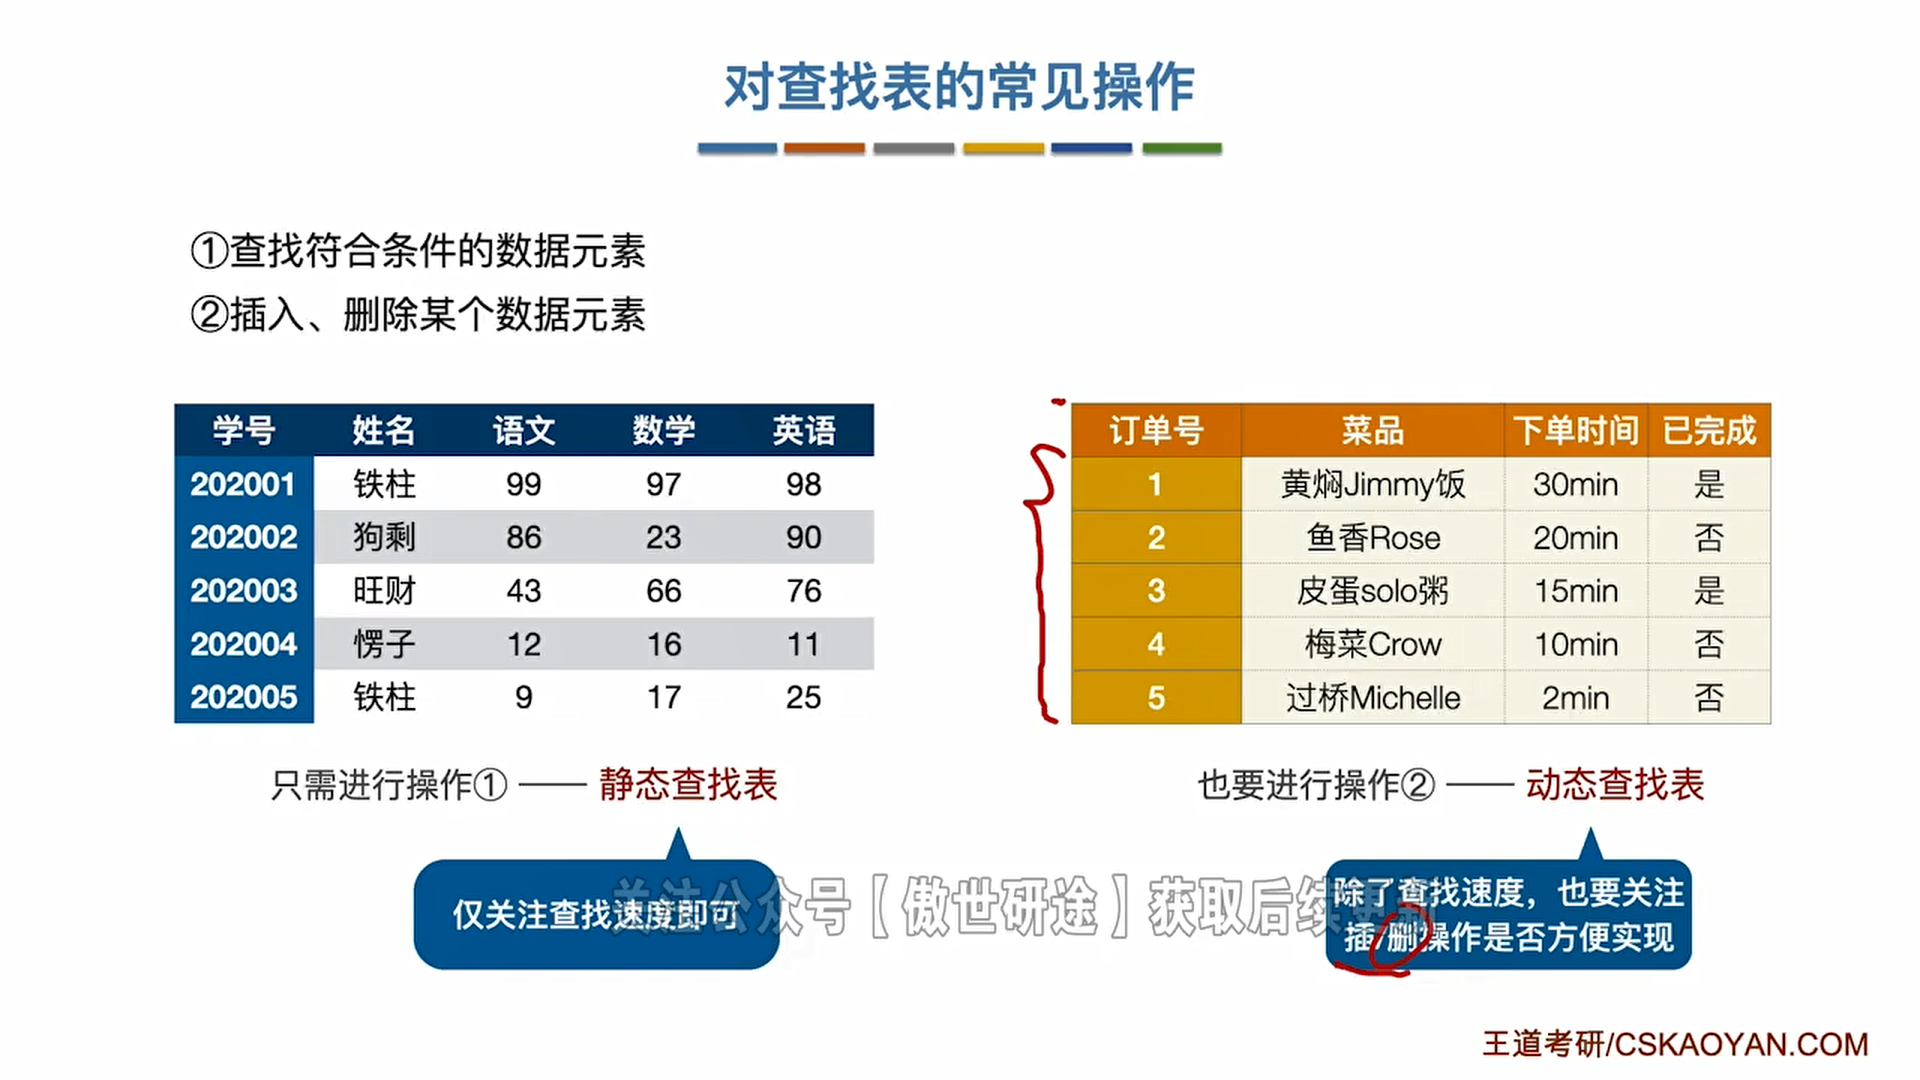 对查找表的常见操作
①查找符合条件的数据元素
②插入、删除某个数据元素
学号 姓名 语文 数学 英语
202001 铁柱 99 97 98
202002 狗剩 86 23 90
202003 旺财 43 66 76
202004 愣子 12 16 11
202005 铁柱 9 17 25
只需进行操作① —— 静态查找表
仅关注查找速度即可
订单号 菜品 下单时间 已完成
1 黄焖Jimmy饭 30min 是
2 鱼香Rose 20min 否
3 皮蛋solo粥 15min 是
4 梅菜Crow 10min 否
5 过桥Michelle 2min 否
也要进行操作② —— 动态查找表
除了查找速度，也要关注
插/删操作是否方便实现
关注公众号【傲世研途】获取后续更新
王道考研/CSKAOYAN.COM